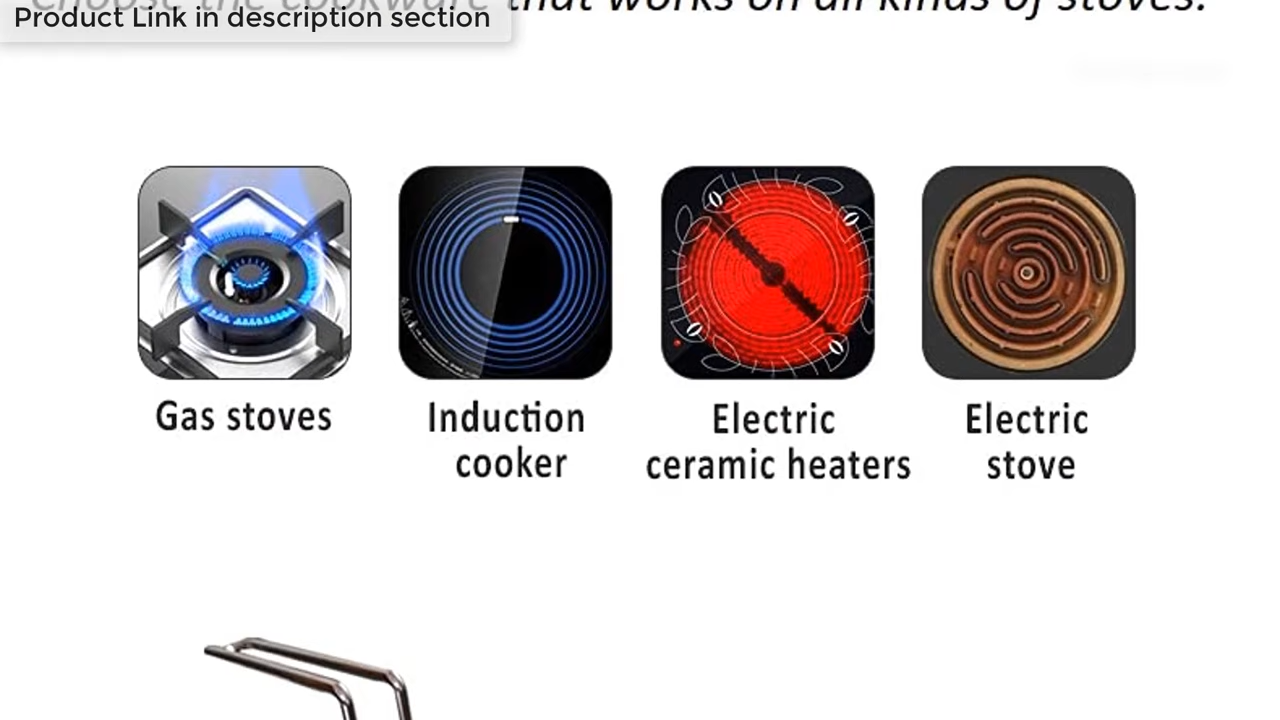 Product Link in description section
that works on all kinds of stoves.
Gas stoves
Induction
cooker
Electric
ceramic heaters
Electric
stove